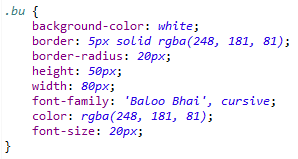 .bu {
background-color: white;
border: 5px solid rgba(248, 181, 81);
border-radius: 20px;
height: 50px;
width: 80px;
font-family: 'Baloo Bhai', cursive;
color: rgba(248, 181, 81);
font-size: 20px;
}